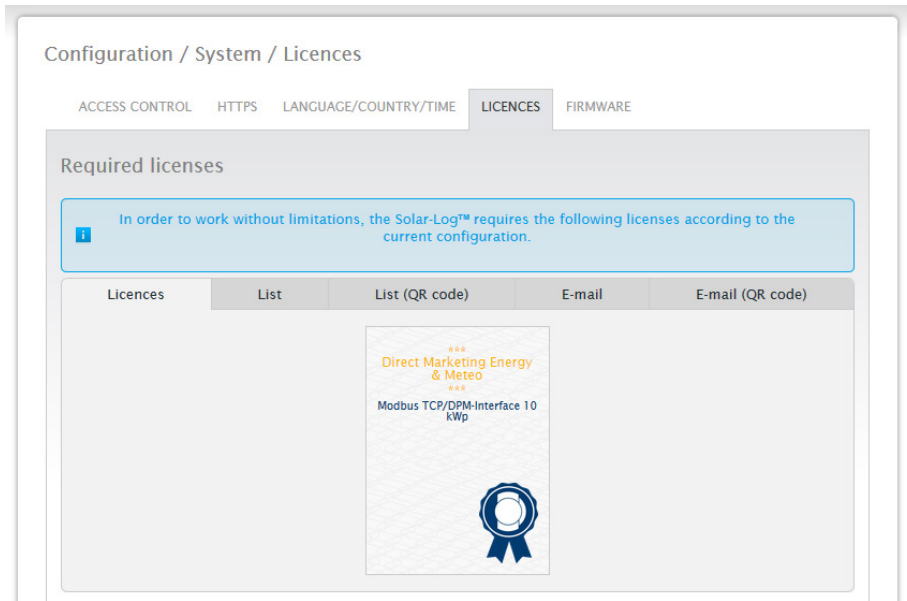 Configuration / System / Licences
ACCESS CONTROL HTTPS LANGUAGE/COUNTRY/TIME LICENCES FIRMWARE
Required licenses
i
In order to work without limitations, the Solar-Log™ requires the following licenses according to the
current configuration.
Licences List List (QR code) E-mail E-mail (QR code)
***
Direct Marketing Energy
& Meteo
***
Modbus TCP/DPM-Interface 10
kWp